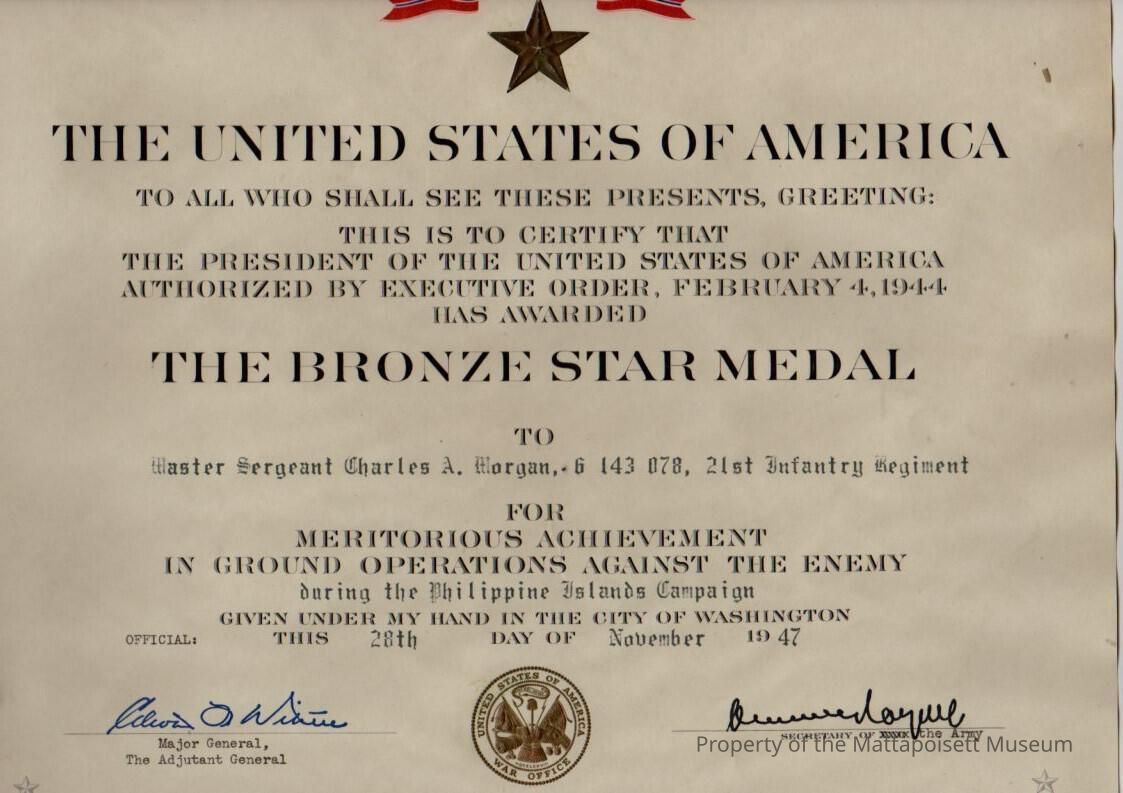 THE UNITED STATES OF AMERICA
TO ALL WHO SHALL SEE THESE PRESENTS, GREETING:
THIS IS TO CERTIFY THAT
THE PRESIDENT OF THE UNITED STATES OF AMERICA
AUTHORIZED BY EXECUTIVE ORDER, FEBRUARY 4, 1944
HAS AWARDED
THE BRONZE STAR MEDAL
TO
Master Sergeant Charles A. Morgan,- 6 143 078, 21st Infantry Regiment
FOR
MERITORIOUS ACHIEVEMENT
IN GROUND OPERATIONS AGAINST THE ENEMY
during the Philippine Islands Campaign
GIVEN UNDER MY HAND IN THE CITY OF WASHINGTON
OFFICIAL: THIS 28th DAY OF November 1947
UNITED STATES OF AMERICA
WAR OFFICE
Major General,
The Adjutant General
SECRETARY OF xxxx the Army
Property of the Mattapoisett Museum